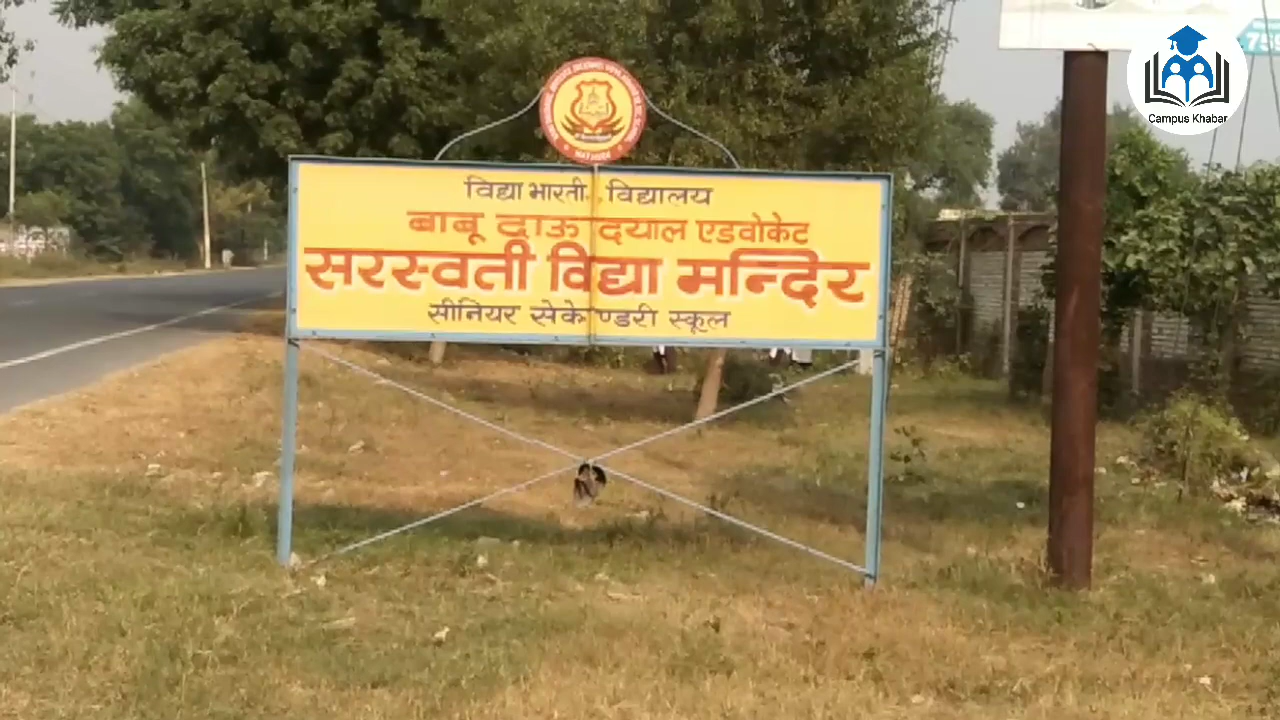 विद्या भारती विद्यालय
बाबू दाऊ दयाल एडवोकेट
सरस्वती विद्या मन्दिर
सीनियर सेकेण्डरी स्कूल
Campus Khabar